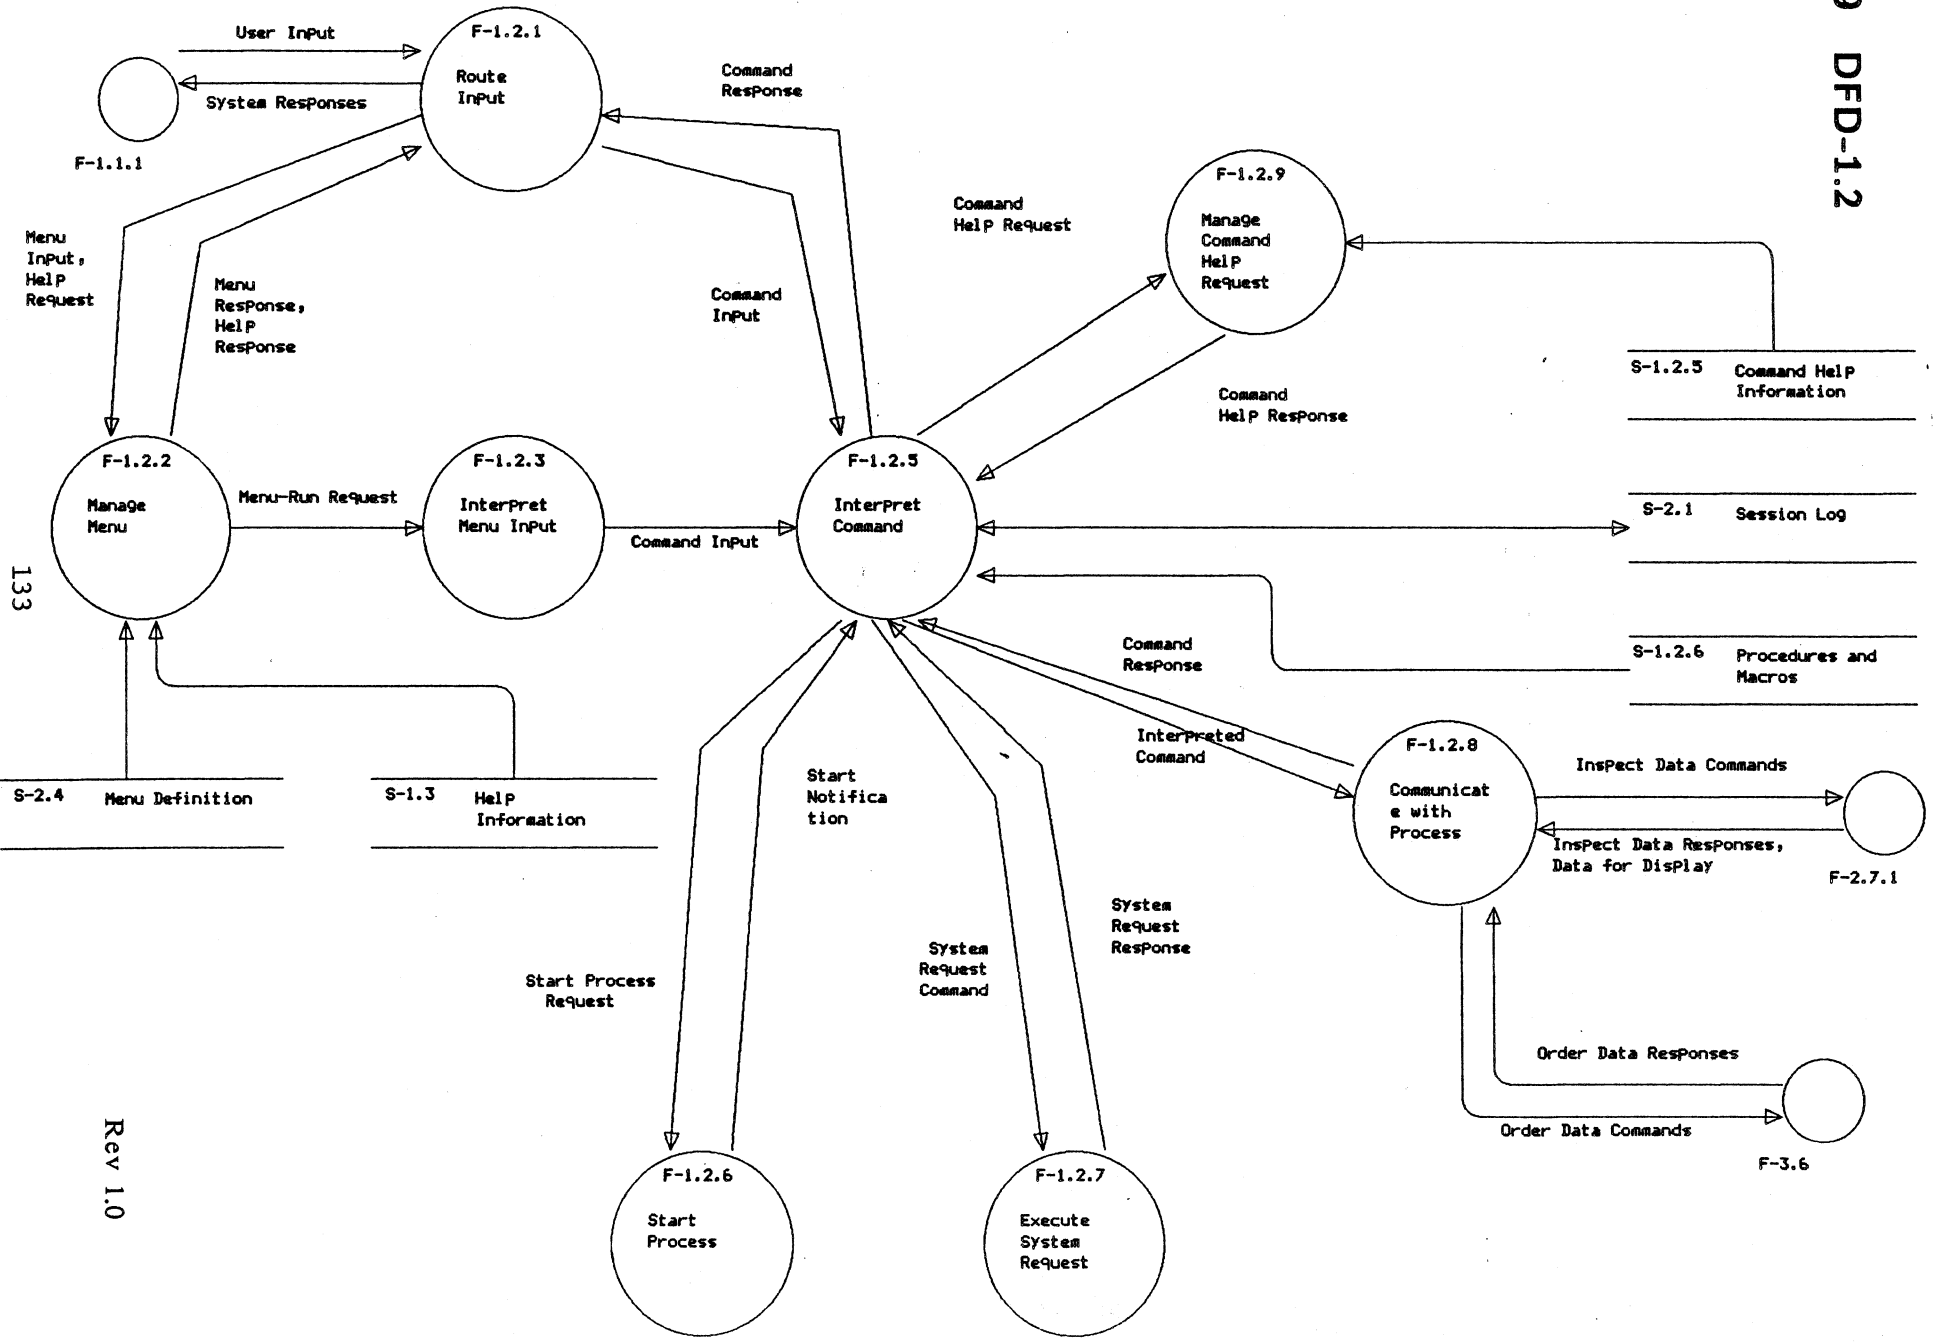 DFD-1.2
User Input
System Responses
F-1.1.1
F-1.2.1
Route
Input
Command
Response
Menu
Input,
Help
Request
Menu
Response,
Help
Response
Command
Input
Command
Help Request
F-1.2.9
Manage
Command
Help
Request
Command
Help Response
S-1.2.5
Command Help
Information
F-1.2.2
Manage
Menu
Menu-Run Request
F-1.2.3
Interpret
Menu Input
Command Input
F-1.2.5
Interpret
Command
S-2.1
Session Log
S-1.2.6
Procedures and
Macros
Command
Response
Interpreted
Command
F-1.2.8
Communicat
e with
Process
Inspect Data Commands
Inspect Data Responses,
Data for Display
F-2.7.1
S-2.4
Menu Definition
S-1.3
Help
Information
Start
Notifica
tion
Start Process
Request
System
Request
Command
System
Request
Response
Order Data Responses
Order Data Commands
F-3.6
F-1.2.6
Start
Process
F-1.2.7
Execute
System
Request
133
Rev 1.0